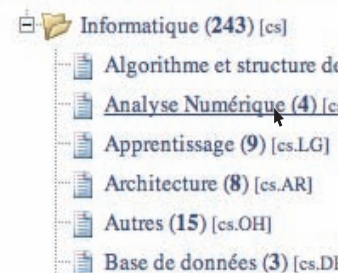 Informatique (243) [cs]
Algorithme et structure de
Analyse Numérique (4)
Apprentissage (9) [cs.LG]
Architecture (8) [cs.AR]
Autres (15) [cs.OH]
Base de données (3)